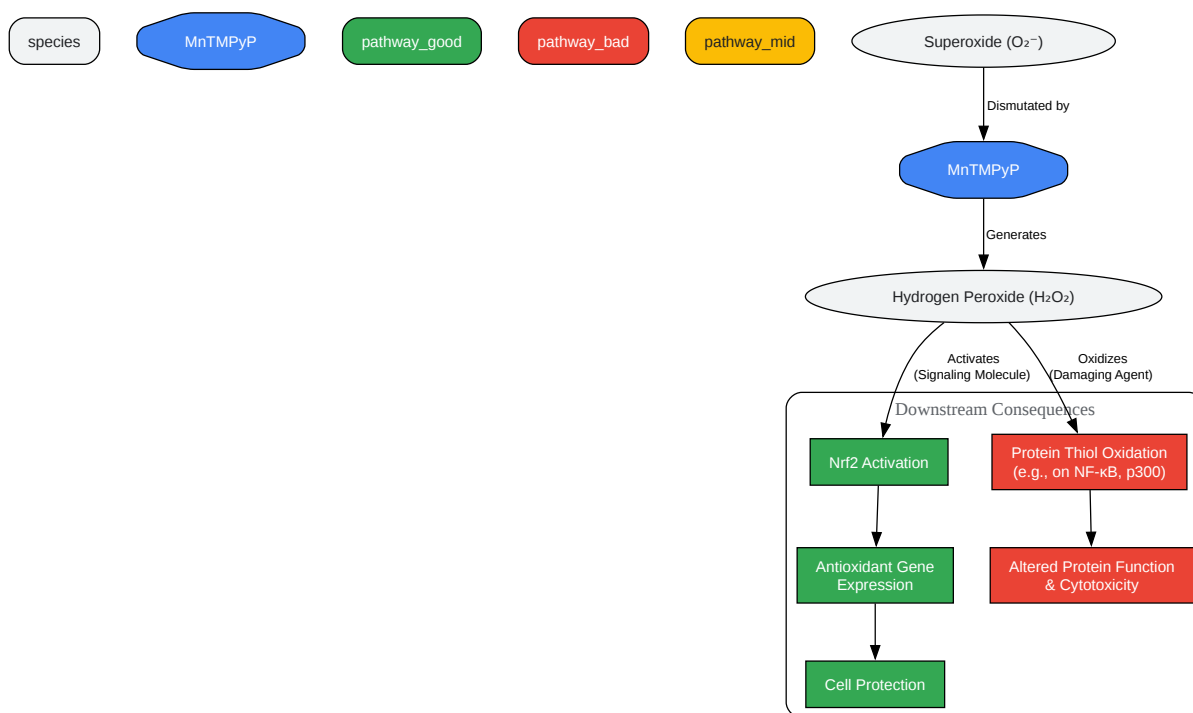 species
MnTMPyP
pathway_good
pathway_bad
pathway_mid
Superoxide (O₂⁻)
Dismutated by
MnTMPyP
Generates
Hydrogen Peroxide (H₂O₂)
Activates
(Signaling Molecule)
Oxidizes
(Damaging Agent)
Downstream Consequences
Nrf2 Activation
Protein Thiol Oxidation
(e.g., on NF-κB, p300)
Antioxidant Gene
Expression
Altered Protein Function
& Cytotoxicity
Cell Protection